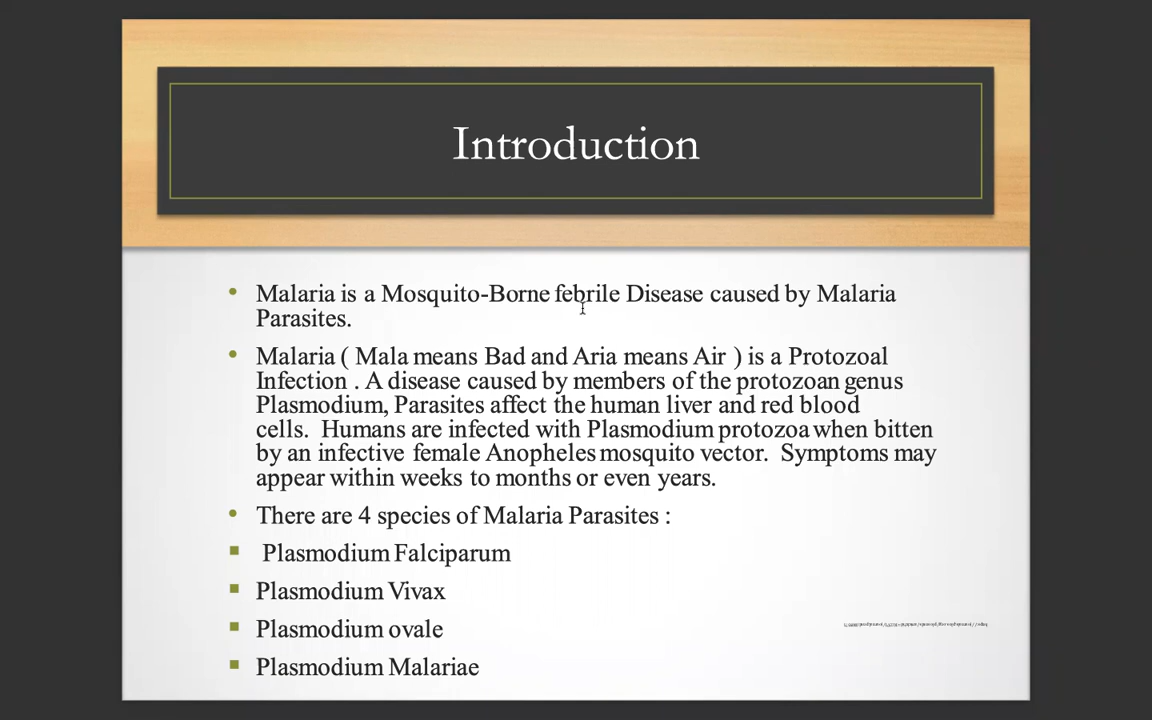 Introduction
• Malaria is a Mosquito-Borne febrile Disease caused by Malaria
Parasites.
• Malaria ( Mala means Bad and Aria means Air ) is a Protozoal
Infection . A disease caused by members of the protozoan genus
Plasmodium, Parasites affect the human liver and red blood
cells. Humans are infected with Plasmodium protozoa when bitten
by an infective female Anopheles mosquito vector. Symptoms may
appear within weeks to months or even years.
• There are 4 species of Malaria Parasites :
▪ Plasmodium Falciparum
▪ Plasmodium Vivax
▪ Plasmodium ovale
▪ Plasmodium Malariae